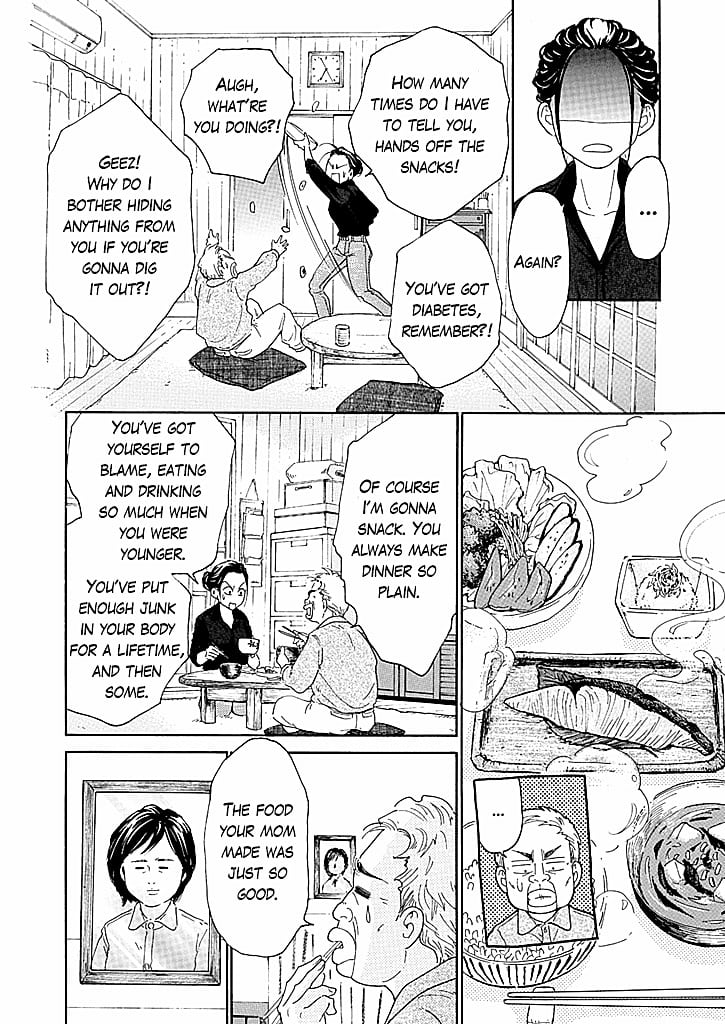 ...
AGAIN?
HOW MANY
TIMES DO I HAVE
TO TELL YOU,
HANDS OFF THE
SNACKS!
YOU'VE GOT
DIABETES,
REMEMBER?!
AUGH,
WHAT'RE
YOU DOING?!
GEEZ!
WHY DO I
BOTHER HIDING
ANYTHING FROM
YOU IF YOU'RE
GONNA DIG
IT OUT?!
...
OF COURSE
I'M GONNA
SNACK. YOU
ALWAYS MAKE
DINNER SO
PLAIN.
YOU'VE GOT
YOURSELF TO
BLAME, EATING
AND DRINKING
SO MUCH WHEN
YOU WERE
YOUNGER.
YOU'VE PUT
ENOUGH JUNK
IN YOUR BODY
FOR A LIFETIME,
AND THEN
SOME.
THE FOOD
YOUR MOM
MADE WAS
JUST SO
GOOD.